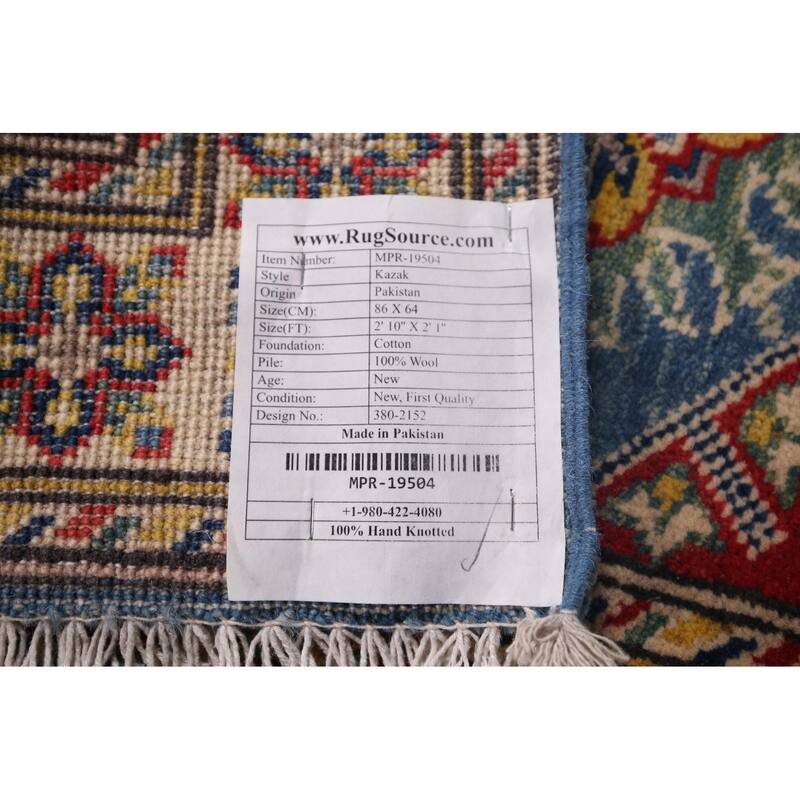 www.RugSource.com
Item Number: MPR-19504
Style Kazak
Origin Pakistan
Size(CM): 86 X 64
Size(FT): 2' 10" X 2' 1"
Foundation: Cotton
Pile: 100% Wool
Age: New
Condition: New, First Quality
Design No.: 380-2152
Made in Pakistan
MPR-19504
+1-980-422-4080
100% Hand Knotted